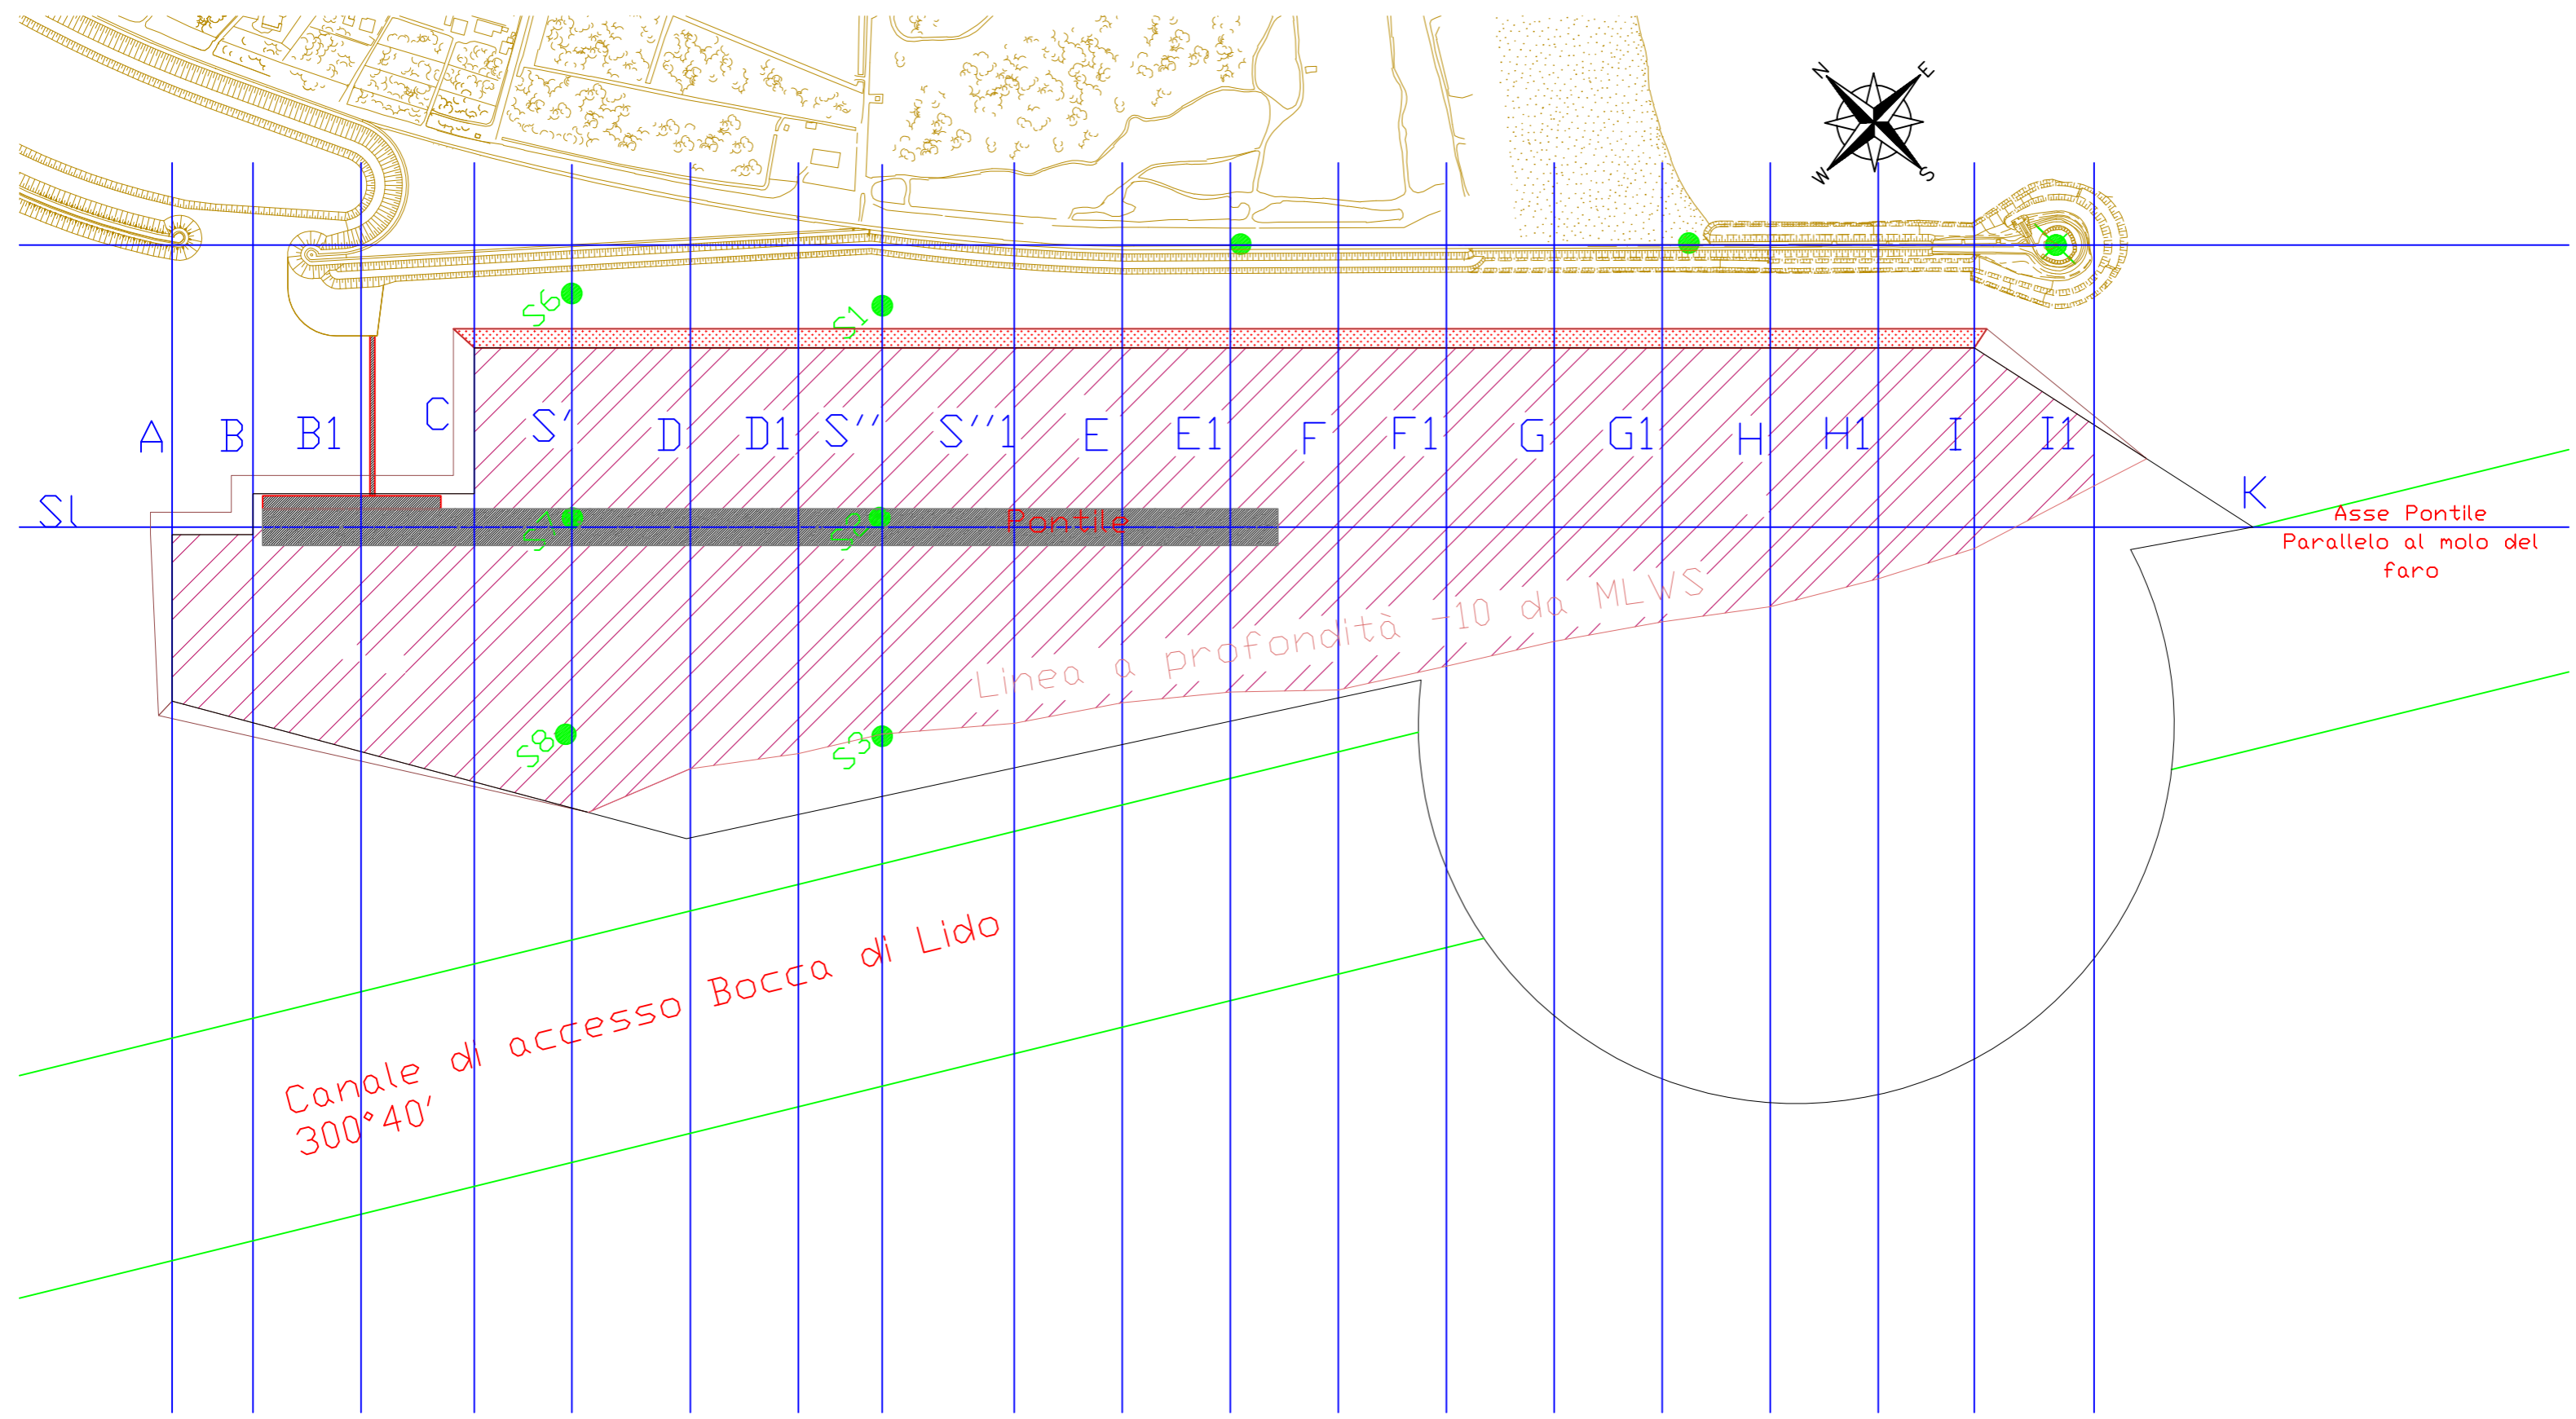 N
E
W
S
S6
S1
A
B
B1
C
S'
D
D1
S''
S''1
E
E1
F
F1
G
G1
H
H1
I
I1
K
Sl
S7
S2
Pontile
Asse Pontile
Parallelo al molo del
faro
Linea a profondità -10 da MLWS
S8
S3
Canale di accesso Bocca di Lido
300°40'